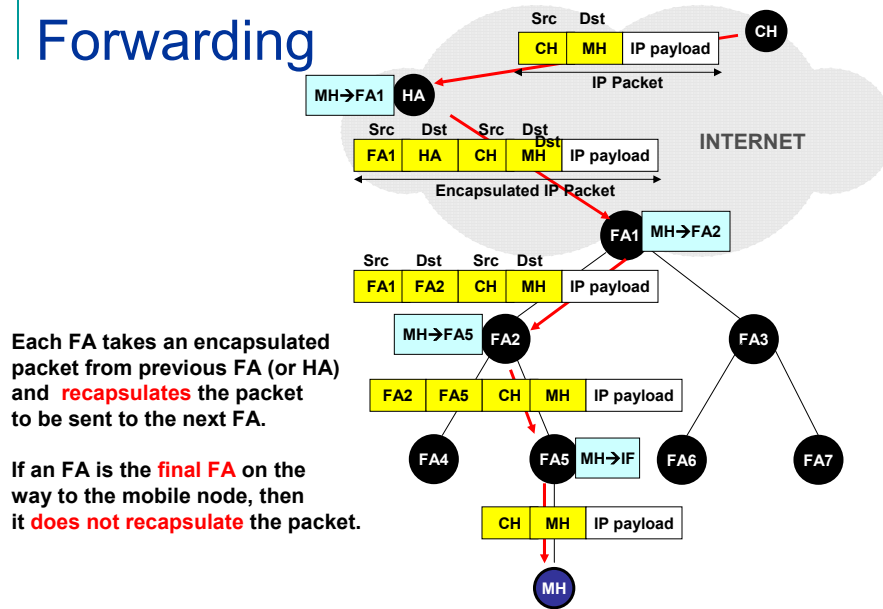 Forwarding
Src Dst
CH MH IP payload
CH
IP Packet
MH→FA1 HA
INTERNET
Src Dst Src Dst
Dst
FA1 HA CH MH IP payload
Encapsulated IP Packet
FA1 MH→FA2
Src Dst Src Dst
FA1 FA2 CH MH IP payload
MH→FA5 FA2
FA3
Each FA takes an encapsulated
packet from previous FA (or HA)
and recapsulates the packet
to be sent to the next FA.
FA2 FA5 CH MH IP payload
FA4 FA5 MH→IF FA6 FA7
If an FA is the final FA on the
way to the mobile node, then
it does not recapsulate the packet.
CH MH IP payload
MH